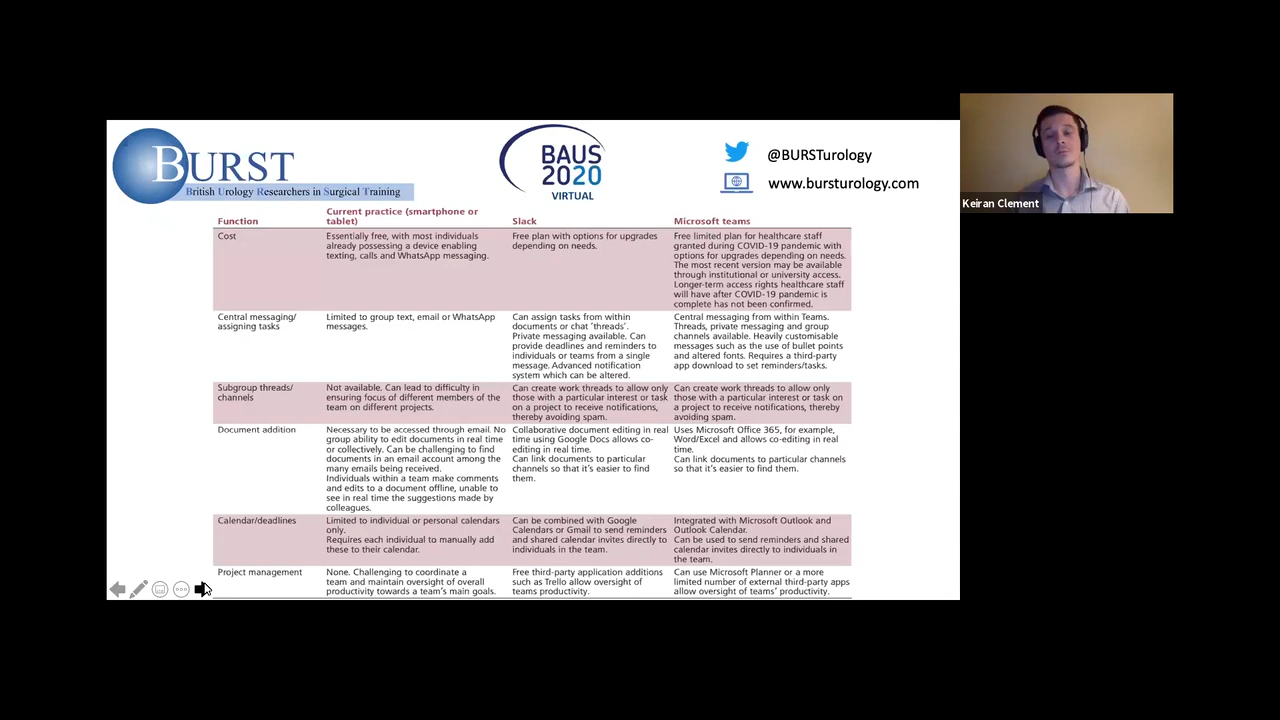 BURST
British Urology Researchers in Surgical Training
BAUS
2020
VIRTUAL
@BURSTurology
www.bursturology.com
Keiran Clement
Function
Current practice (smartphone or
tablet)
Slack
Microsoft teams
Cost
Essentially free, with most individuals
already possessing a device enabling
texting, calls and WhatsApp messaging.
Free plan with options for upgrades
depending on needs.
Free limited plan for healthcare staff
granted during COVID-19 pandemic with
options for upgrades depending on needs.
The most recent version may be available
through institutional or university access.
Longer-term access rights healthcare staff
will have after COVID-19 pandemic is
complete has not been confirmed.
Central messaging/
assigning tasks
Limited to group text, email or WhatsApp
messages.
Can assign tasks from within
documents or chat ‘threads’.
Private messaging available. Can
provide deadlines and reminders to
individuals or teams from a single
message. Advanced notification
system which can be altered.
Central messaging from within Teams.
Threads, private messaging and group
channels available. Heavily customisable
messages such as the use of bullet points
and altered fonts. Requires a third-party
app download to set reminders/tasks.
Subgroup threads/
channels
Not available. Can lead to difficulty in
ensuring focus of different members of the
team on different projects.
Can create work threads to allow only
those with a particular interest or task
on a project to receive notifications,
thereby avoiding spam.
Can create work threads to allow only
those with a particular interest or task on
a project to receive notifications, thereby
avoiding spam.
Document addition
Necessary to be accessed through email. No
group ability to edit documents in real time
or collectively. Can be challenging to find
documents in an email account among the
many emails being received.
Individuals within a team make comments
and edits to a document offline, unable to
see in real time the suggestions made by
colleagues.
Collaborative document editing in real
time using Google Docs allows co-
editing in real time.
Can link documents to particular
channels so that it’s easier to find
them.
Uses Microsoft Office 365, for example,
Word/Excel and allows co-editing in real
time.
Can link documents to particular channels
so that it’s easier to find them.
Calendar/deadlines
Limited to individual or personal calendars
only.
Requires each individual to manually add
these to their calendar.
Can be combined with Google
Calendars or Gmail to send reminders
and shared calendar invites directly to
individuals in the team.
Integrated with Microsoft Outlook and
Outlook Calendar.
Can be used to send reminders and shared
calendar invites directly to individuals in
the team.
Project management
None. Challenging to coordinate a
team and maintain oversight of overall
productivity towards a team’s main goals.
Free third-party application additions
such as Trello allow oversight of
teams productivity.
Can use Microsoft Planner or a more
limited number of external third-party apps
allow oversight of teams’ productivity.